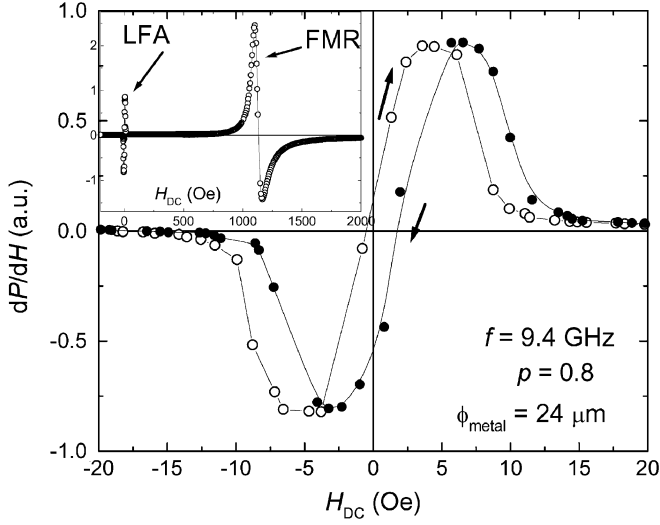 1.0
0.5
0.0
-0.5
-1.0
dP/dH (a.u.)
-20 -15 -10 -5 0 5 10 15 20
H_DC (Oe)
LFA
FMR
2
1
0
-1
0 500 1000 1500 2000
H_DC (Oe)
f = 9.4 GHz
p = 0.8
ϕ_metal = 24 μm